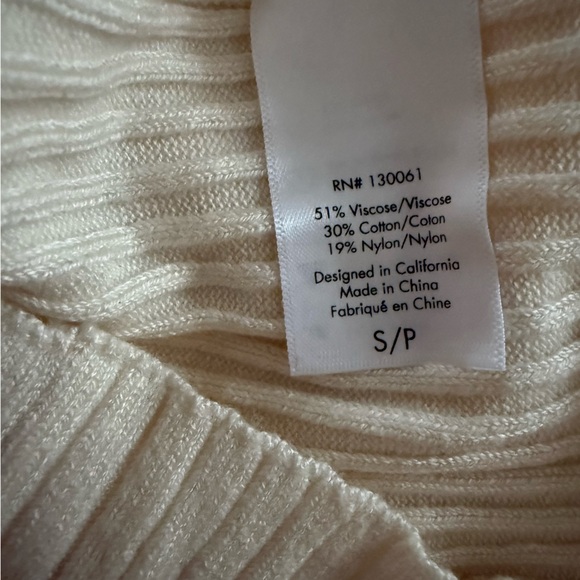 RN# 130061
51% Viscose/Viscose
30% Cotton/Coton
19% Nylon/Nylon
Designed in California
Made in China
Fabriqué en Chine
S/P